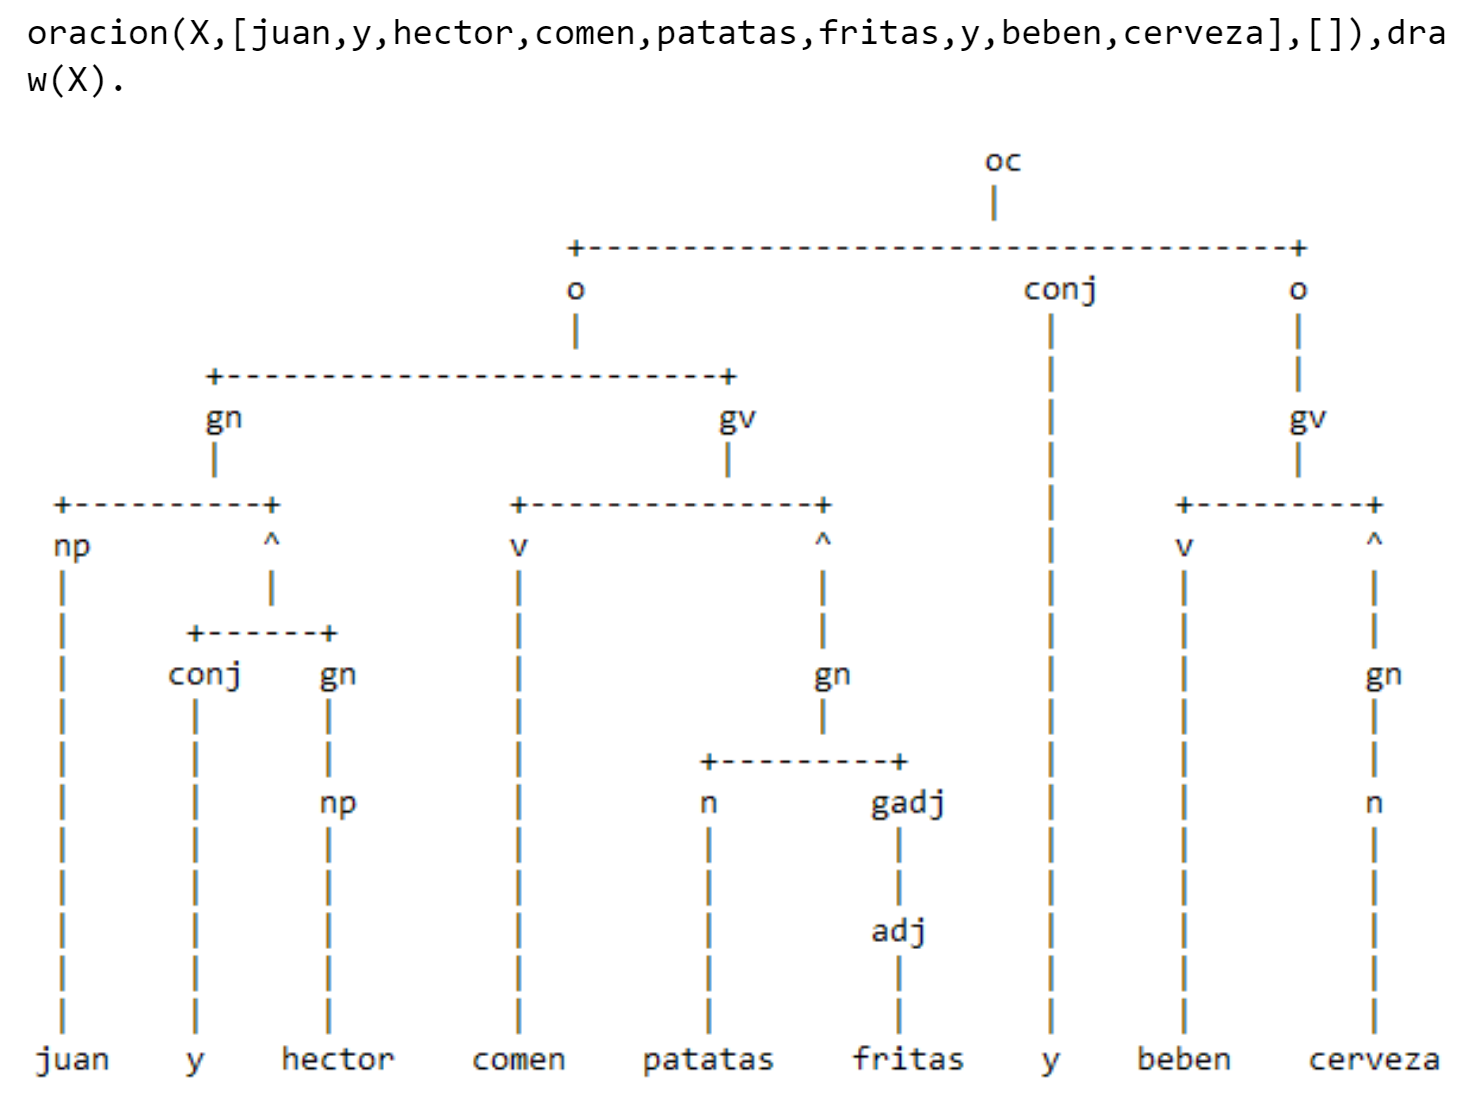 oracion(X,[juan,y,hector,comen,patatas,fritas,y,beben,cerveza],[]),dra
w(X).
oc
o conj o
gn gv gv
np ^ v ^ v ^
conj gn gn gn
np n gadj n
adj
juan y hector comen patatas fritas y beben cerveza